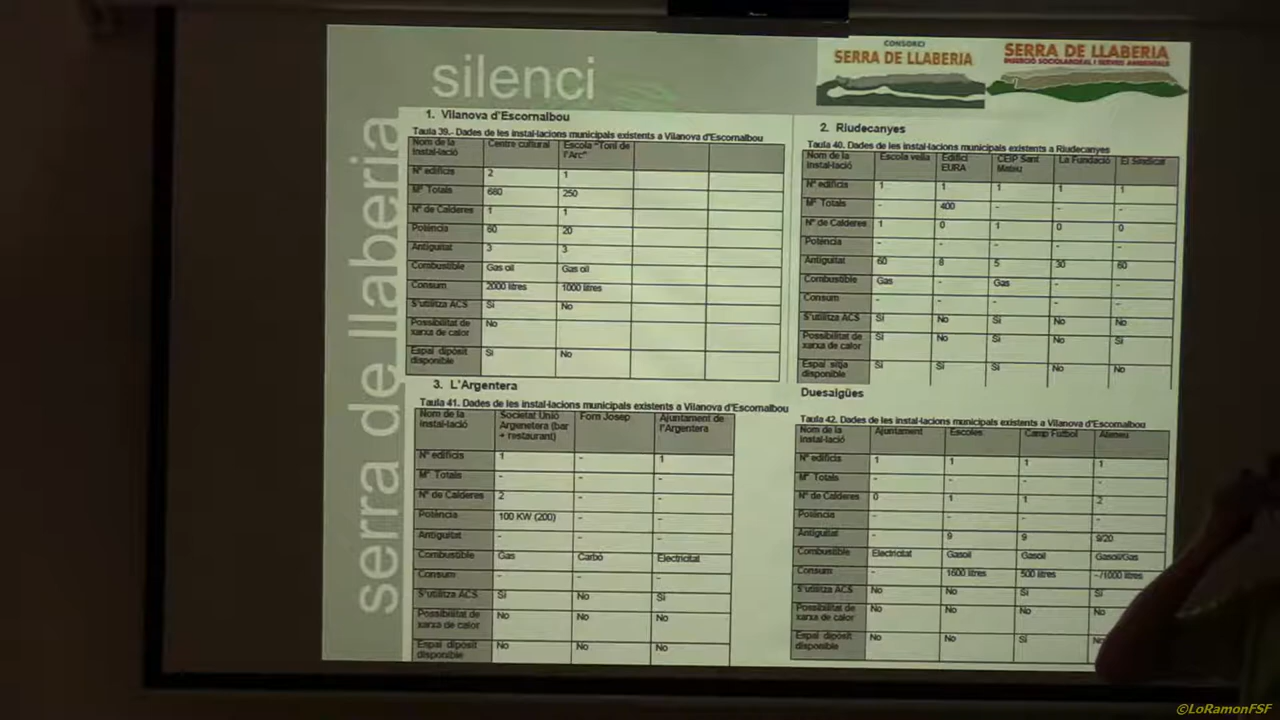 silenci
serra de llaberia
CONSORCI
SERRA DE LLABERIA
SERRA DE LLABERIA
INSERCIÓ SOCIOLABORAL I SERVEIS AMBIENTALS
1. Vilanova d'Escornalbou
Taula 39.- Dades de les instal·lacions municipals existents a Vilanova d'Escornalbou
Nom de la instal·lació Centre cultural Escola "Toni de l'Arc"
Nº edificis 2 1
Mº Totals 660 250
Nº de Calderes 1 1
Potència 60 20
Antiguitat 3 3
Combustible Gas oil Gas oil
Consum 2000 litres 1000 litres
S'utilitza ACS Si No
Possibilitat de xarxa de calor No
Espai dipòsit disponible Si No
2. Riudecanyes
Taula 40. Dades de les instal·lacions municipals existents a Riudecanyes
Nom de la instal·lació Escola vella Edifici EURA CEIP Sant Mateu La Fundació El Sindicat
Nº edificis 1 1 1 1 1
Mº Totals - 400 - - -
Nº de Calderes 1 0 1 0 0
Potència - - - - -
Antiguitat 60 8 5 30 60
Combustible Gas - Gas
Consum - - - - -
S'utilitza ACS Si No Si No No
Possibilitat de xarxa de calor Si No Si No Si
Espai sitja disponible Si Si Si No No
3. L'Argentera
Taula 41. Dades de les instal·lacions municipals existents a Vilanova d'Escornalbou
Nom de la instal·lació Societat Unió Argenetera (bar + restaurant) Forn Josep Ajuntament de l'Argentera
Nº edificis 1 - 1
Mº Totals - - -
Nº de Calderes 2 - -
Potència 100 KW (200) - -
Antiguitat - - -
Combustible Gas Carbó Electricitat
Consum - - -
S'utilitza ACS Si No Si
Possibilitat de xarxa de calor No No No
Espai dipòsit disponible No No No
Duesaigües
Taula 42. Dades de les instal·lacions municipals existents a Vilanova d'Escornalbou
Nom de la instal·lació Ajuntament Escoles Camp Futbol
Nº edificis 1 1 1 1
Mº Totals - - - -
Nº de Calderes 0 1 1 2
Potència - - - -
Antiguitat - 9 9 9/20
Combustible Electricitat Gasoil Gasoil Gasoil/Gas
Consum - 1600 litres 500 litres -/1000 litres
S'utilitza ACS No No Si Si
Possibilitat de xarxa de calor No No No No
Espai dipòsit disponible No No Si No
©LoRamonFSF